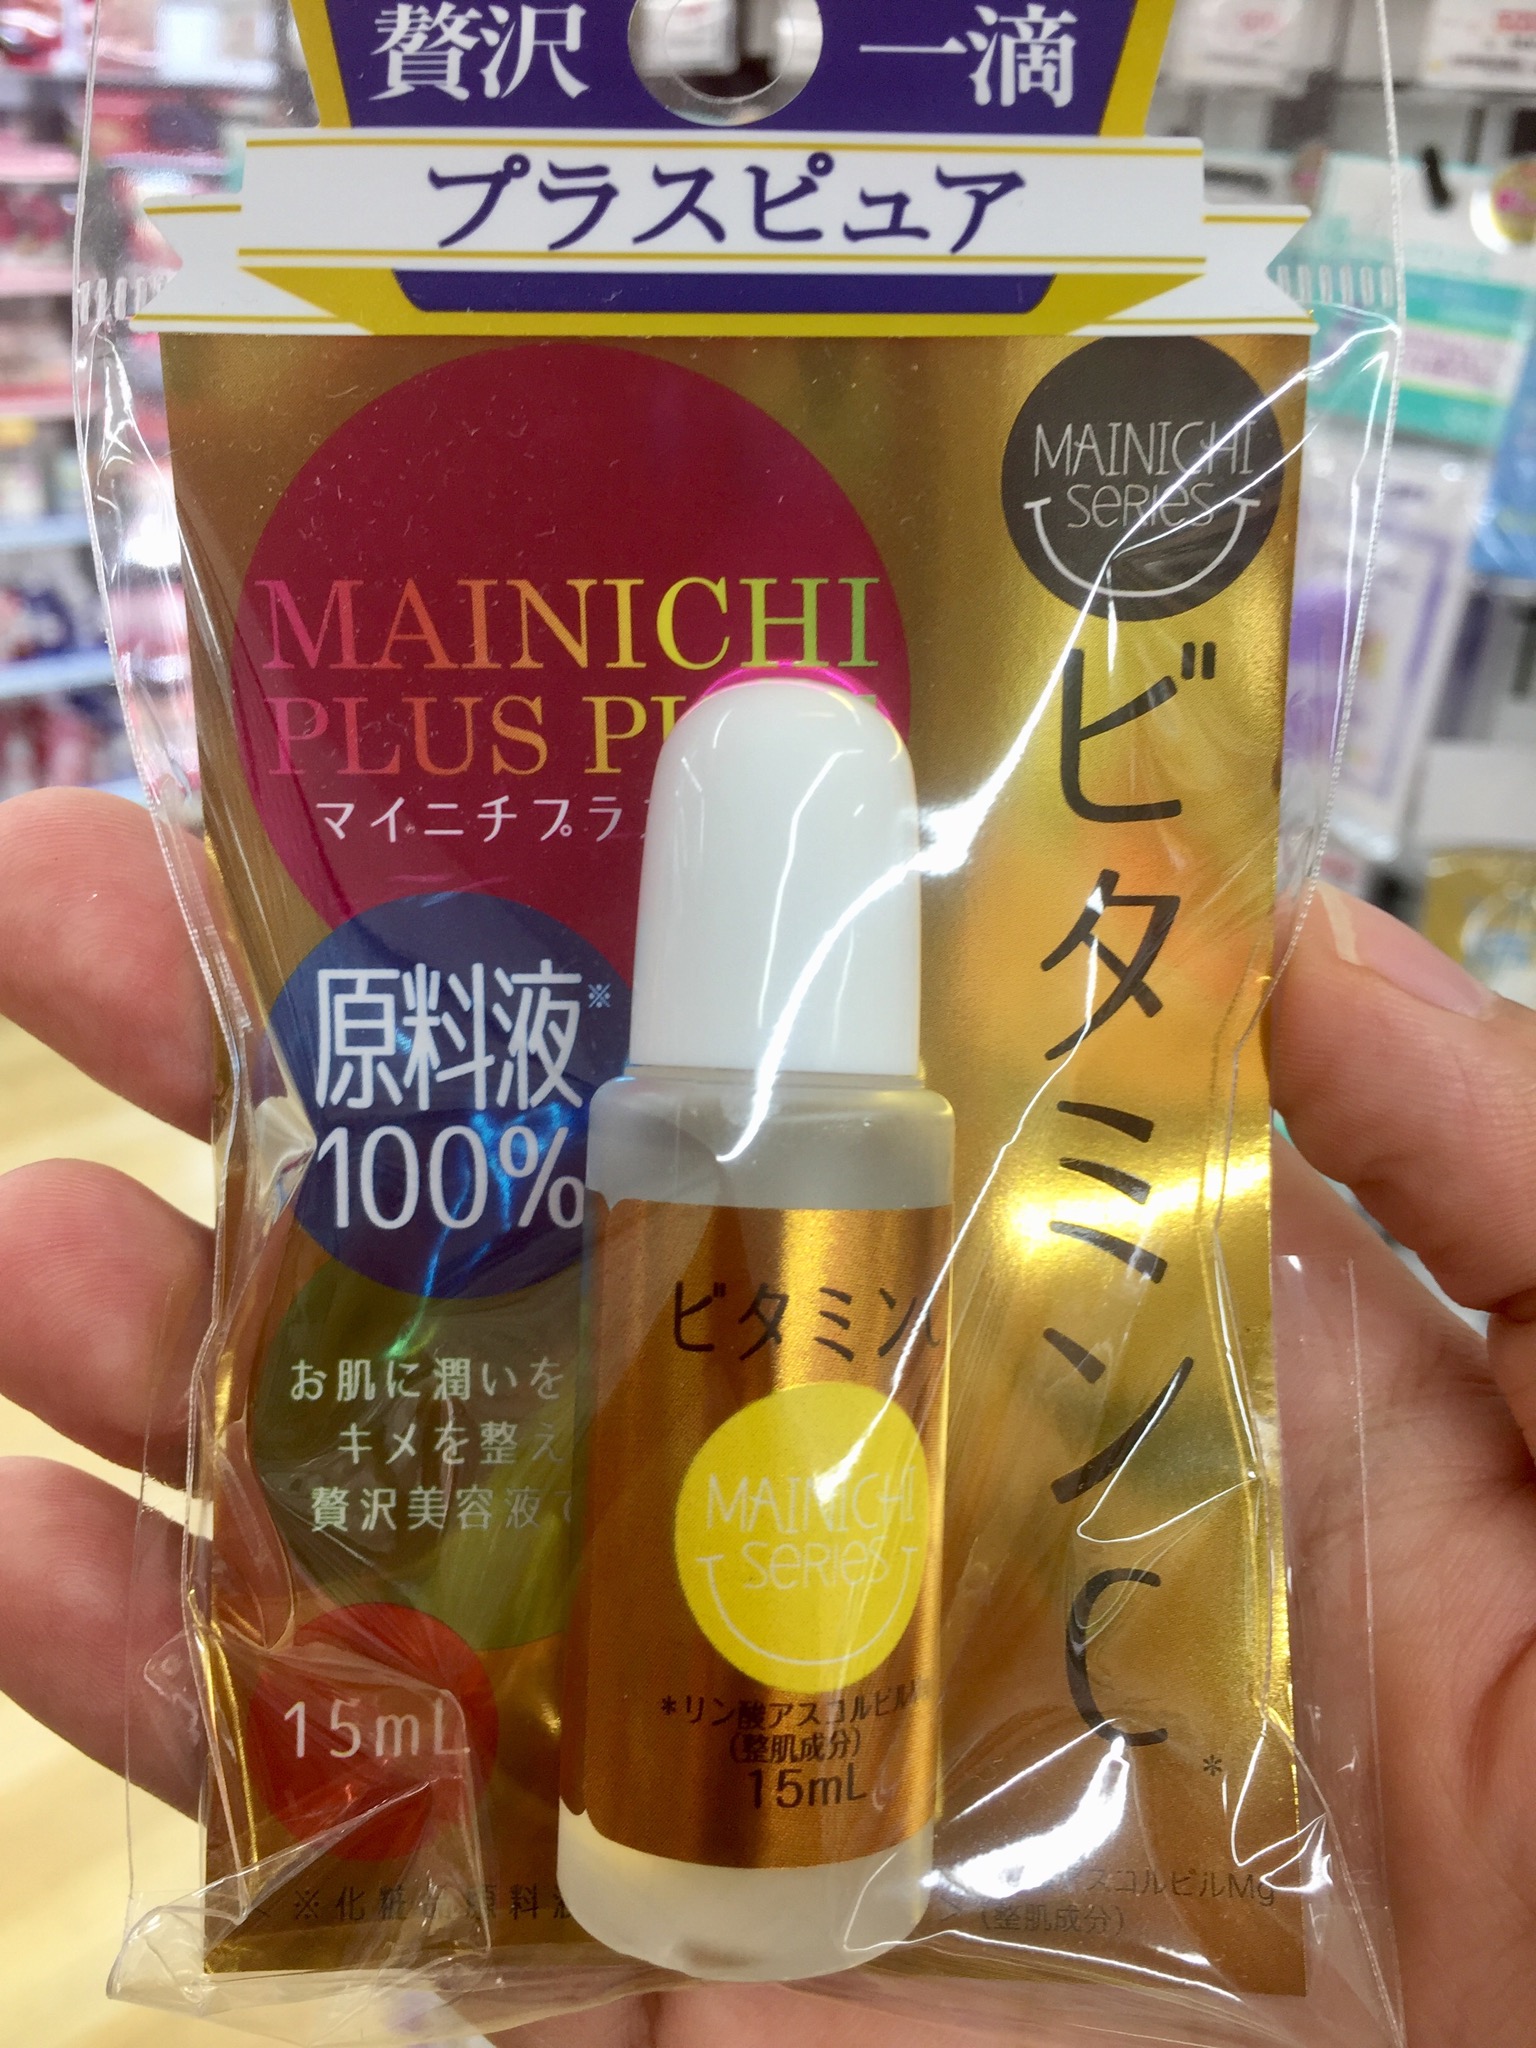 贅沢 一滴
プラスピュア
MAINICHI
SERIES
MAINICHI
PLUS
マイニチプラ
ビタミンC*
原料液※
100%
お肌に潤いを
キメを整え
贅沢美容液
15mL
ビタミン
MAINICHI
SERIES
*リン酸アスコルビル
(整肌成分)
15mL
※化粧品原料
アスコルビルMg
(整肌成分)